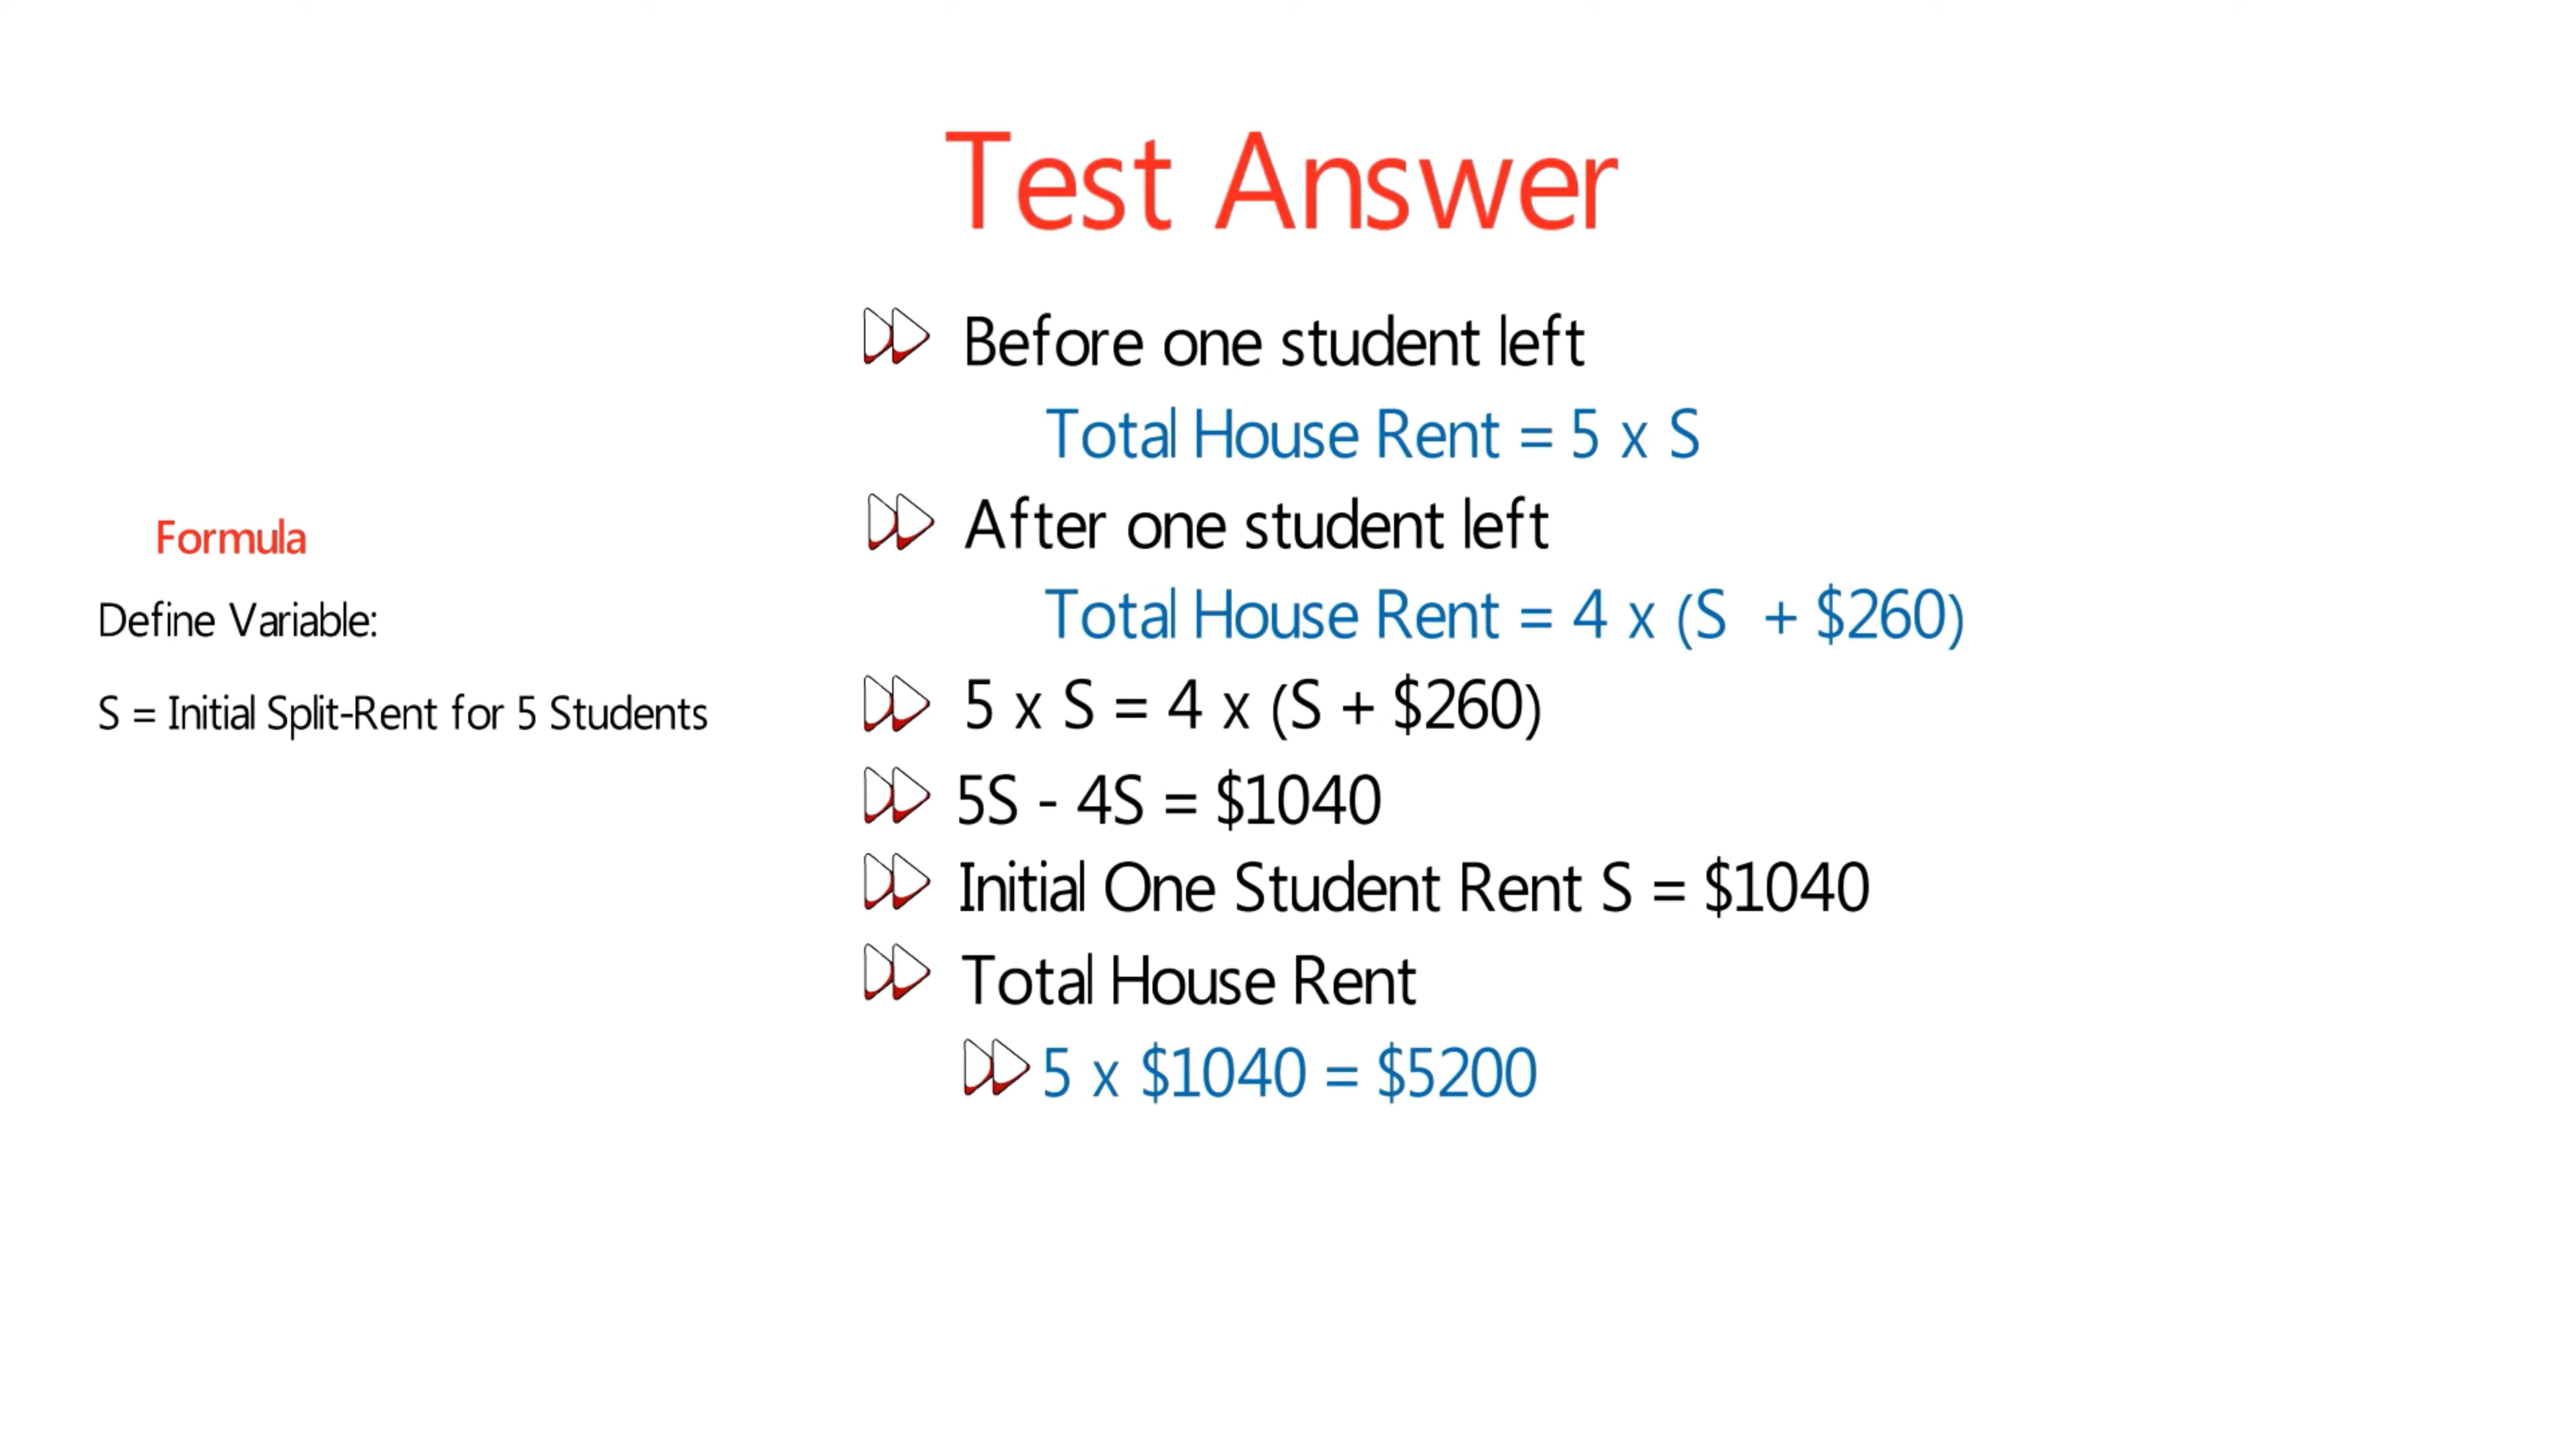 Test Answer
Formula
Define Variable:
S = Initial Split-Rent for 5 Students
Before one student left
Total House Rent = 5 x S
After one student left
Total House Rent = 4 x (S + $260)
5 x S = 4 x (S + $260)
5S - 4S = $1040
Initial One Student Rent S = $1040
Total House Rent
5 x $1040 = $5200